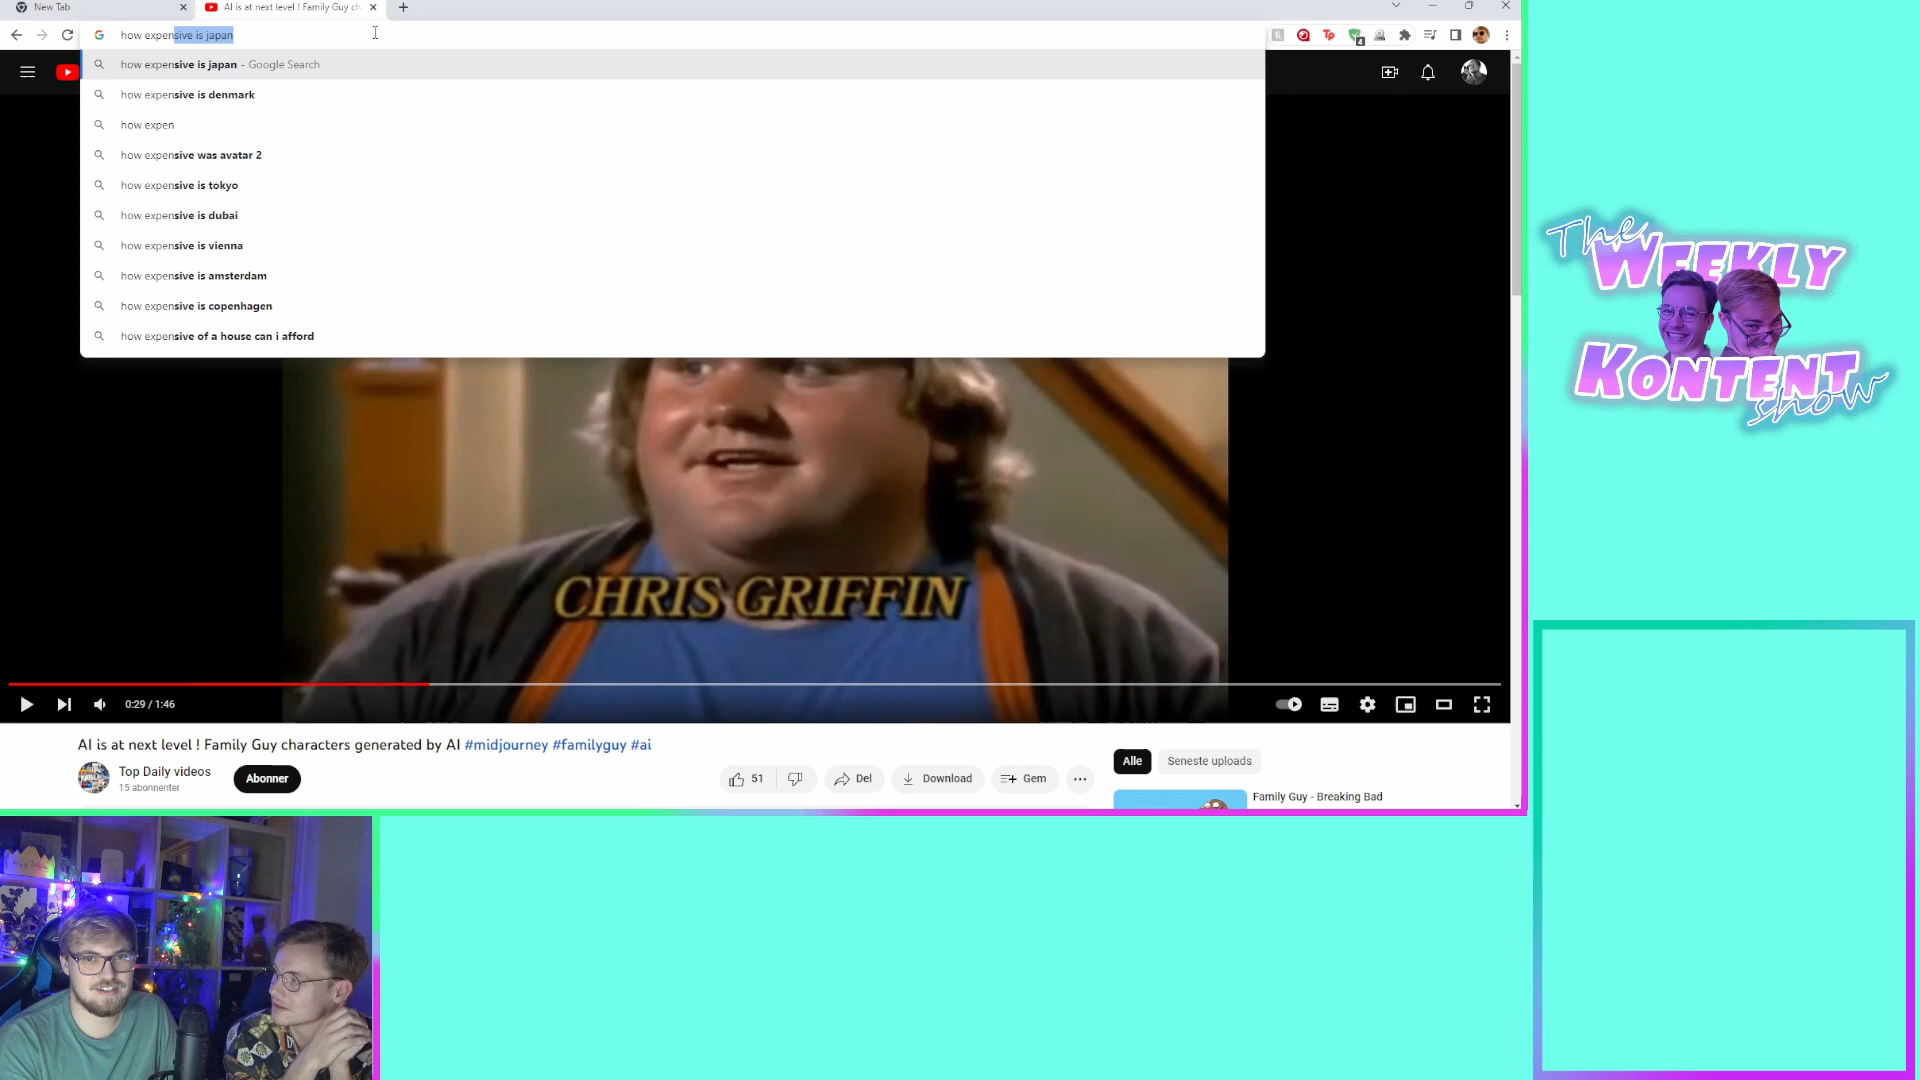 New Tab
AI is at next level ! Family Guy ch
how expensive is japan
how expensive is japan - Google Search
how expensive is denmark
how expen
how expensive was avatar 2
how expensive is tokyo
how expensive is dubai
how expensive is vienna
how expensive is amsterdam
how expensive is copenhagen
how expensive of a house can i afford
CHRIS GRIFFIN
0:29 / 1:46
AI is at next level ! Family Guy characters generated by AI #midjourney #familyguy #ai
Top Daily videos
15 abonnenter
Abonner
51
Del
Download
Gem
Alle
Seneste uploads
Family Guy - Breaking Bad
The
WEEKLY
KONTENT
show